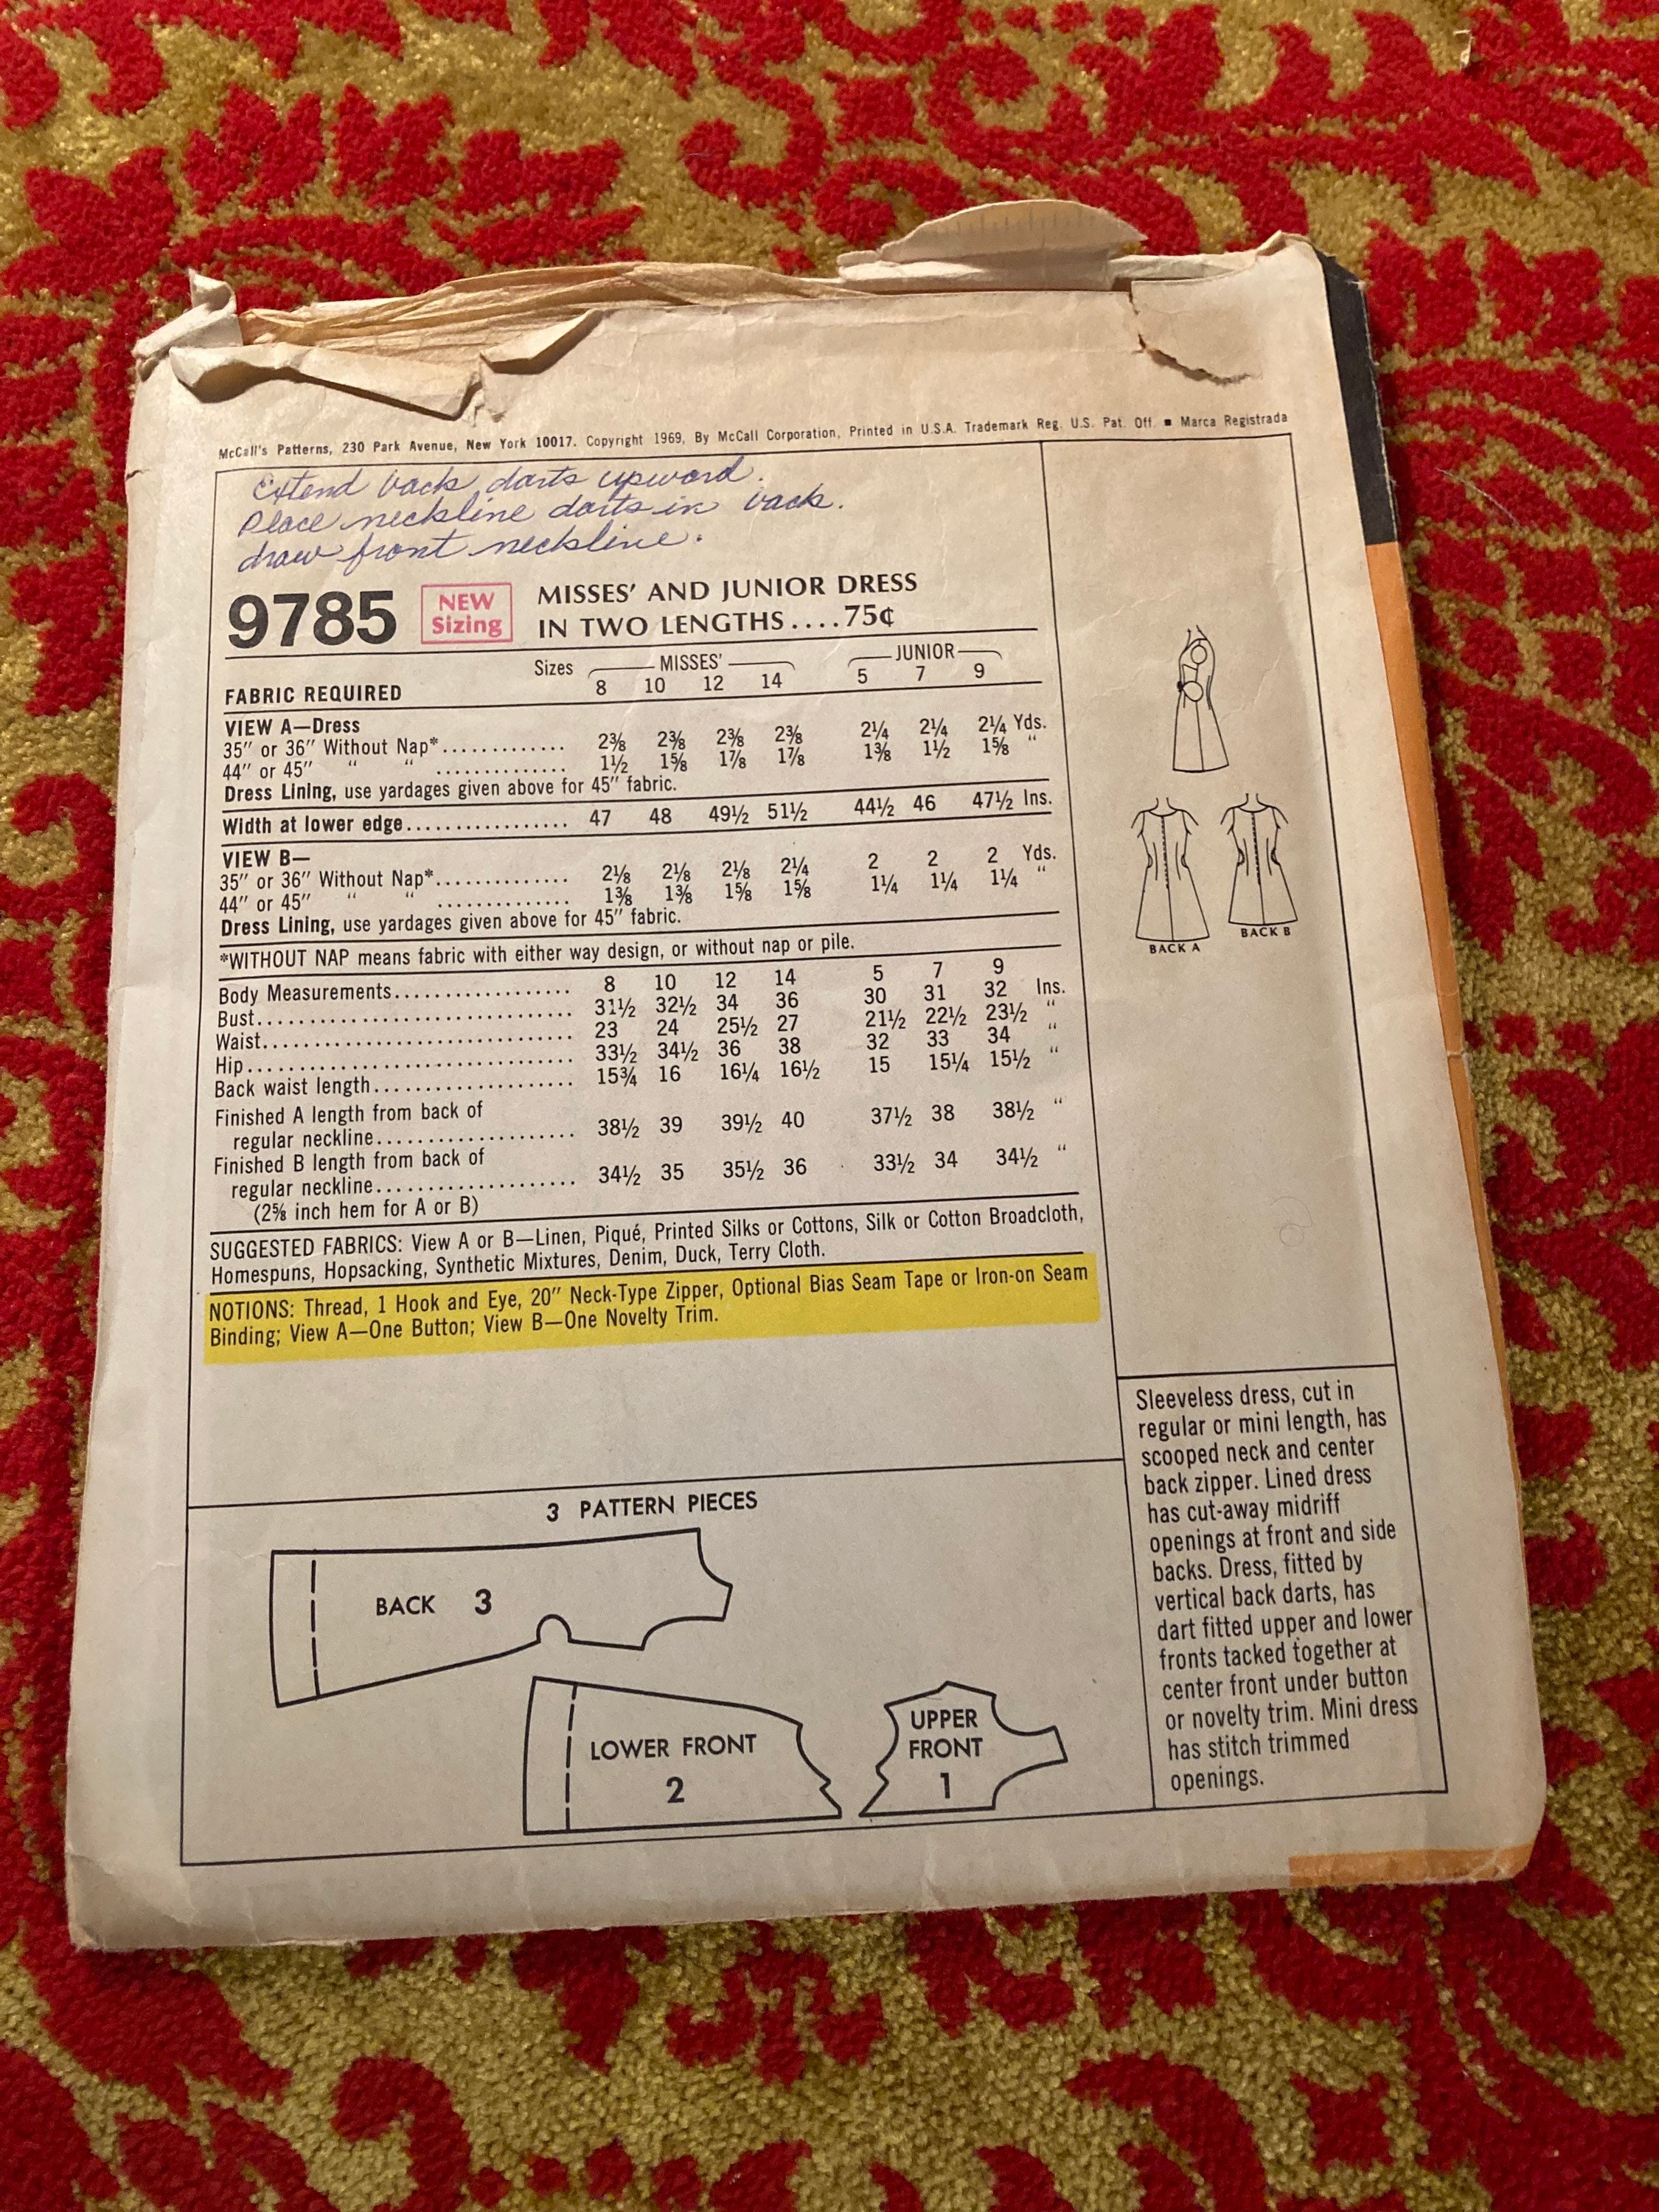 McCall's Patterns, 230 Park Avenue, New York 10017. Copyright 1969, By McCall Corporation, Printed in U.S.A. Trademark Reg. U.S. Pat. Off. ■ Marca Registrada
Extend back darts upward.
Place neckline darts in back.
draw front neckline.
9785 NEW Sizing MISSES' AND JUNIOR DRESS
IN TWO LENGTHS....75¢
Sizes MISSES' JUNIOR
FABRIC REQUIRED 8 10 12 14 5 7 9
VIEW A—Dress
35" or 36" Without Nap*............. 2⅜ 2⅜ 2⅜ 2⅜ 2¼ 2¼ 2¼ Yds.
44" or 45" " " .............. 1½ 1⅝ 1⅞ 1⅞ 1⅜ 1½ 1⅝ "
Dress Lining, use yardages given above for 45" fabric.
Width at lower edge................. 47 48 49½ 51½ 44½ 46 47½ Ins.
VIEW B—
35" or 36" Without Nap*.............. 2⅛ 2⅛ 2⅛ 2¼ 2 2 2 Yds.
44" or 45" " " .............. 1⅜ 1⅜ 1⅝ 1⅝ 1¼ 1¼ 1¼ "
Dress Lining, use yardages given above for 45" fabric.
*WITHOUT NAP means fabric with either way design, or without nap or pile.
Body Measurements.................. 8 10 12 14 5 7 9
Bust................................ 31½ 32½ 34 36 30 31 32 Ins.
Waist............................... 23 24 25½ 27 21½ 22½ 23½ "
Hip................................. 33½ 34½ 36 38 32 33 34 "
Back waist length.................... 15¾ 16 16¼ 16½ 15 15¼ 15½ "
Finished A length from back of
regular neckline..................... 38½ 39 39½ 40 37½ 38 38½ "
Finished B length from back of
regular neckline..................... 34½ 35 35½ 36 33½ 34 34½ "
(2⅝ inch hem for A or B)
SUGGESTED FABRICS: View A or B—Linen, Piqué, Printed Silks or Cottons, Silk or Cotton Broadcloth,
Homespuns, Hopsacking, Synthetic Mixtures, Denim, Duck, Terry Cloth.
NOTIONS: Thread, 1 Hook and Eye, 20" Neck-Type Zipper, Optional Bias Seam Tape or Iron-on Seam
Binding; View A—One Button; View B—One Novelty Trim.
BACK A
BACK B
Sleeveless dress, cut in
regular or mini length, has
scooped neck and center
back zipper. Lined dress
has cut-away midriff
openings at front and side
backs. Dress, fitted by
vertical back darts, has
dart fitted upper and lower
fronts tacked together at
center front under button
or novelty trim. Mini dress
has stitch trimmed
openings.
3 PATTERN PIECES
BACK 3
LOWER FRONT
2
UPPER
FRONT
1